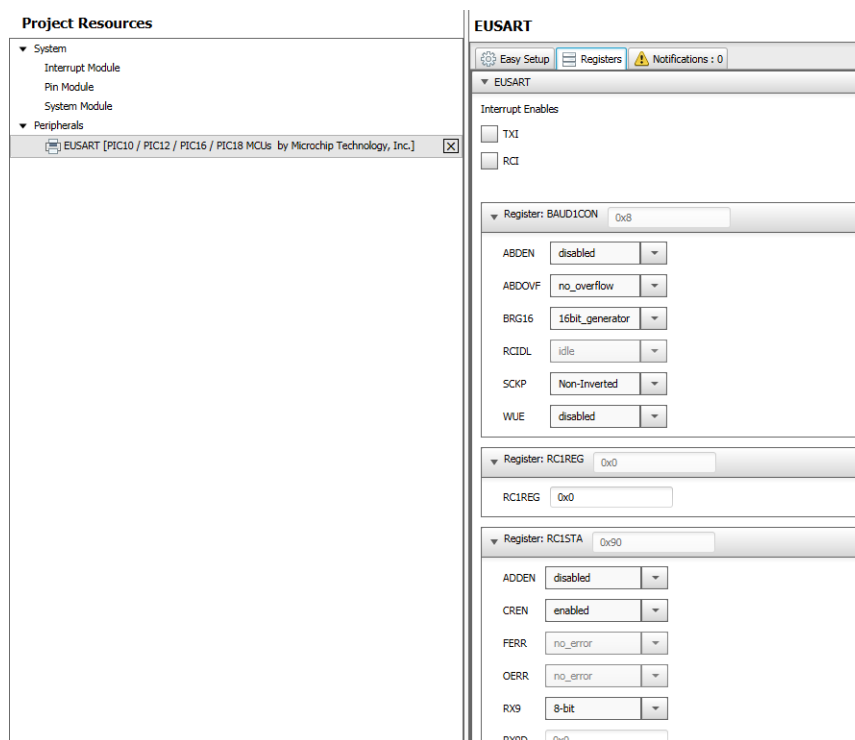 Project Resources
System
Interrupt Module
Pin Module
System Module
Peripherals
EUSART [PIC10 / PIC12 / PIC16 / PIC18 MCUs by Microchip Technology, Inc.]
EUSART
Easy Setup
Registers
Notifications : 0
EUSART
Interrupt Enables
TXI
RCI
Register: BAUD1CON 0x8
ABDEN disabled
ABDOVF no_overflow
BRG16 16bit_generator
RCIDL idle
SCKP Non-Inverted
WUE disabled
Register: RC1REG 0x0
RC1REG 0x0
Register: RC1STA 0x90
ADDEN disabled
CREN enabled
FERR no_error
OERR no_error
RX9 8-bit
RX9D 0x0